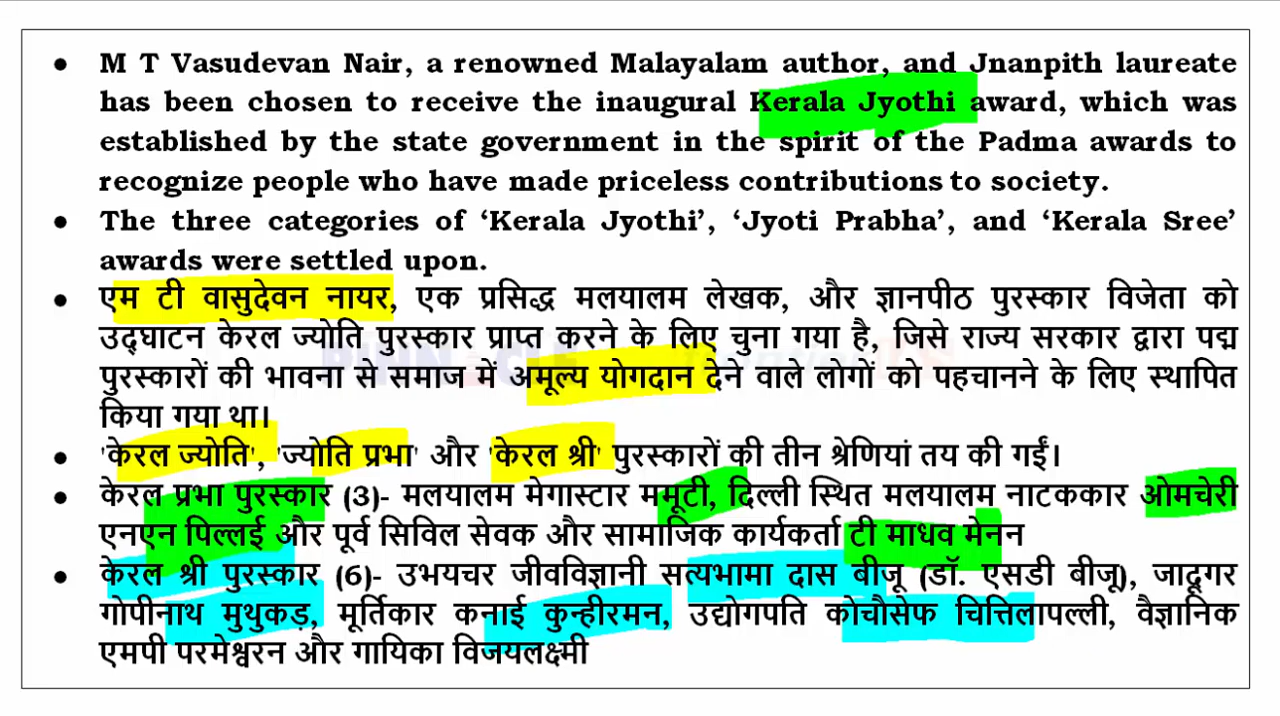 ● M T Vasudevan Nair, a renowned Malayalam author, and Jnanpith laureate
has been chosen to receive the inaugural Kerala Jyothi award, which was
established by the state government in the spirit of the Padma awards to
recognize people who have made priceless contributions to society.
● The three categories of ‘Kerala Jyothi’, ‘Jyoti Prabha’, and ‘Kerala Sree’
awards were settled upon.
● एम टी वासुदेवन नायर, एक प्रसिद्ध मलयालम लेखक, और ज्ञानपीठ पुरस्कार विजेता को
उद्घाटन केरल ज्योति पुरस्कार प्राप्त करने के लिए चुना गया है, जिसे राज्य सरकार द्वारा पद्म
पुरस्कारों की भावना से समाज में अमूल्य योगदान देने वाले लोगों को पहचानने के लिए स्थापित
किया गया था।
● 'केरल ज्योति', 'ज्योति प्रभा' और 'केरल श्री' पुरस्कारों की तीन श्रेणियां तय की गईं।
● केरल प्रभा पुरस्कार (3)- मलयालम मेगास्टार ममूटी, दिल्ली स्थित मलयालम नाटककार ओमचेरी
एनएन पिल्लई और पूर्व सिविल सेवक और सामाजिक कार्यकर्ता टी माधव मेनन
● केरल श्री पुरस्कार (6)- उभयचर जीवविज्ञानी सत्यभामा दास बीजू (डॉ. एसडी बीजू), जादूगर
गोपीनाथ मुथुकड़, मूर्तिकार कनाई कुन्हीरमन, उद्योगपति कोचौसेफ चित्तिलापल्ली, वैज्ञानिक
एमपी परमेश्वरन और गायिका विजयलक्ष्मी